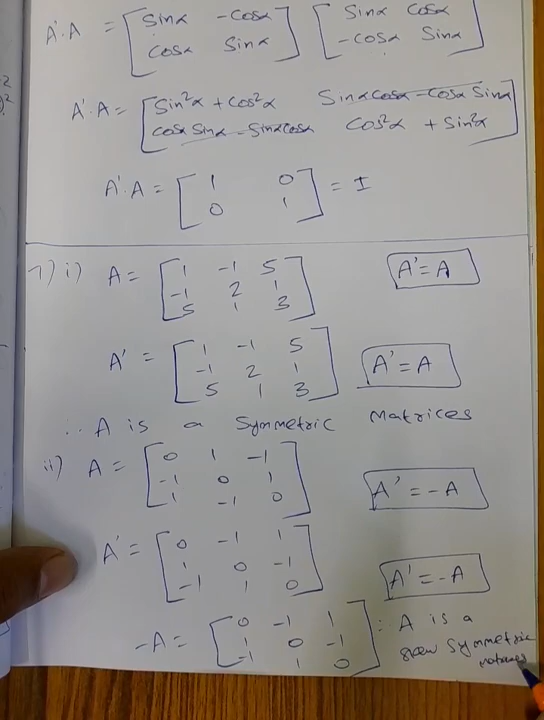 A'.A = [ Sinα -Cosα [ Sinα Cosα
Cosα Sinα ] -Cosα Sinα ]
A'.A = [ Sin²α + Cos²α Sinα Cosα - Cosα Sinα
Cosα Sinα - Sinα Cosα Cos²α + Sin²α ]
A'.A = [ 1 0 ] = I
0 1
7) i) A = [ 1 -1 5 A' = A
-1 2 1
5 1 3 ]
A' = [ 1 -1 5 A' = A
-1 2 1
5 1 3 ]
∴ A is a Symmetric Matrices
ii) A = [ 0 1 -1
-1 0 1 A' = -A
1 -1 0 ]
A' = [ 0 -1 1
1 0 -1 A' = -A
-1 1 0 ]
-A = [ 0 -1 1 ∴ A is a
1 0 -1 Skew Symmetric
-1 1 0 ]